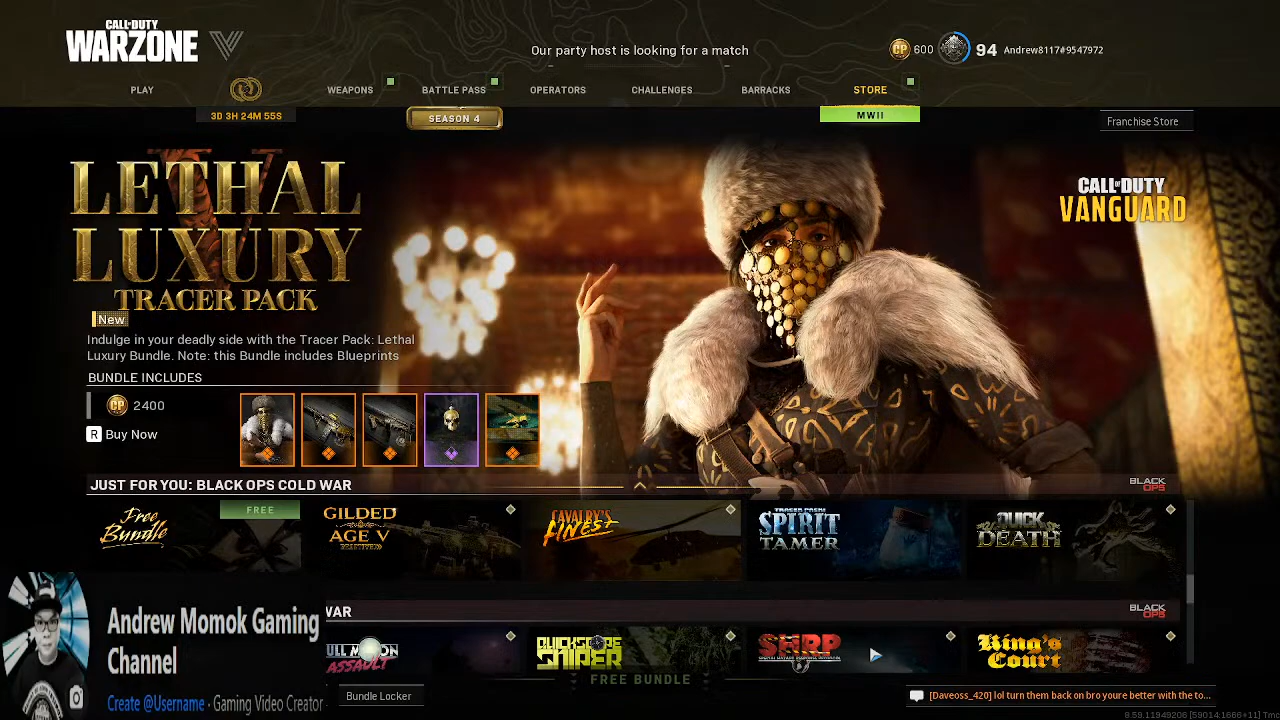 CALL OF DUTY
WARZONE
Our party host is looking for a match
CP 600
94 Andrew8117#9547972
PLAY
WEAPONS
BATTLE PASS
OPERATORS
CHALLENGES
BARRACKS
STORE
3D 3H 24M 55S
SEASON 4
MWII
Franchise Store
LETHAL
LUXURY
TRACER PACK
CALL OF DUTY
VANGUARD
New
Indulge in your deadly side with the Tracer Pack: Lethal
Luxury Bundle. Note: this Bundle includes Blueprints
BUNDLE INCLUDES
CP 2400
R Buy Now
JUST FOR YOU: BLACK OPS COLD WAR
BLACK OPS
Free Bundle
FREE
GILDED
AGE V
CAVALRY'S
FINEST
TRACER PACK:
SPIRIT
TAMER
QUICK
DEATH
WAR
BLACK OPS
ULL MOON
ASSAULT
QUICKSCOPE
SNIPER
King's
Court
FREE BUNDLE
Andrew Momok Gaming
Channel
Create @Username · Gaming Video Creator
Bundle Locker
[Daveoss_420] lol turn them back on bro youre better with the to...